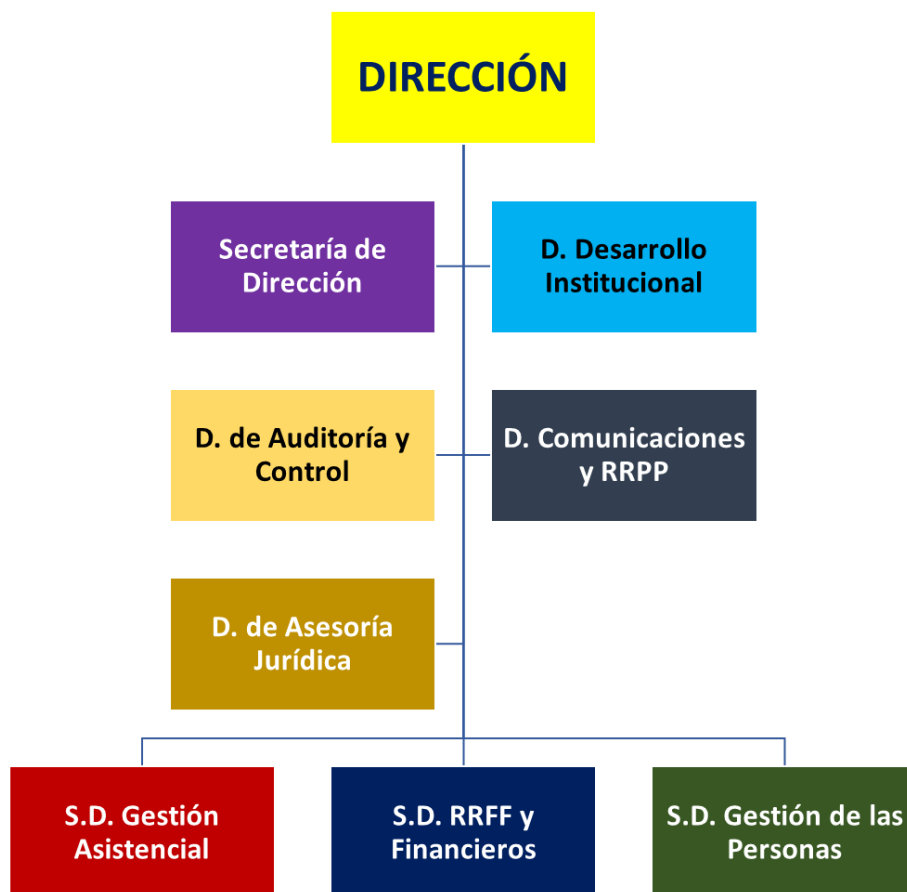 DIRECCIÓN
Secretaría de
Dirección
D. Desarrollo
Institucional
D. de Auditoría y
Control
D. Comunicaciones
y RRPP
D. de Asesoría
Jurídica
S.D. Gestión
Asistencial
S.D. RRFF y
Financieros
S.D. Gestión de las
Personas